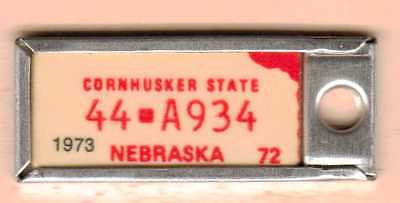 CORNHUSKER STATE
44 A934
1973
NEBRASKA 72